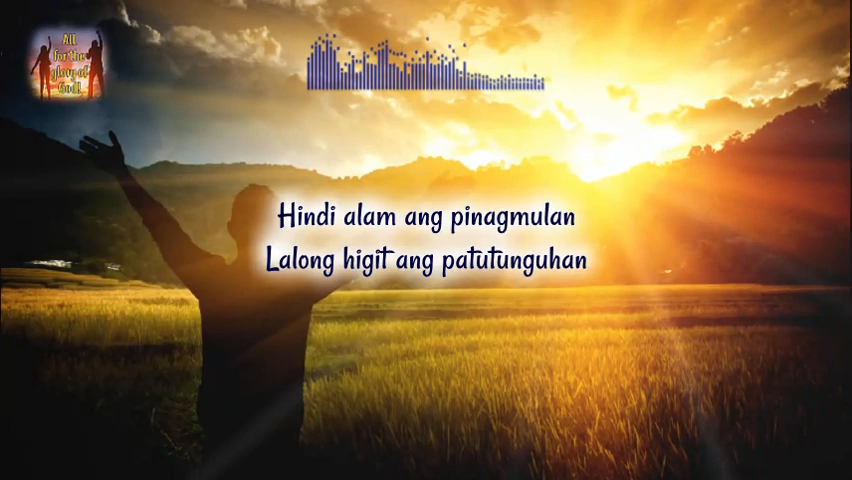 All
for the
glory of
God!
Hindi alam ang pinagmulan
Lalong higit ang patutunguhan